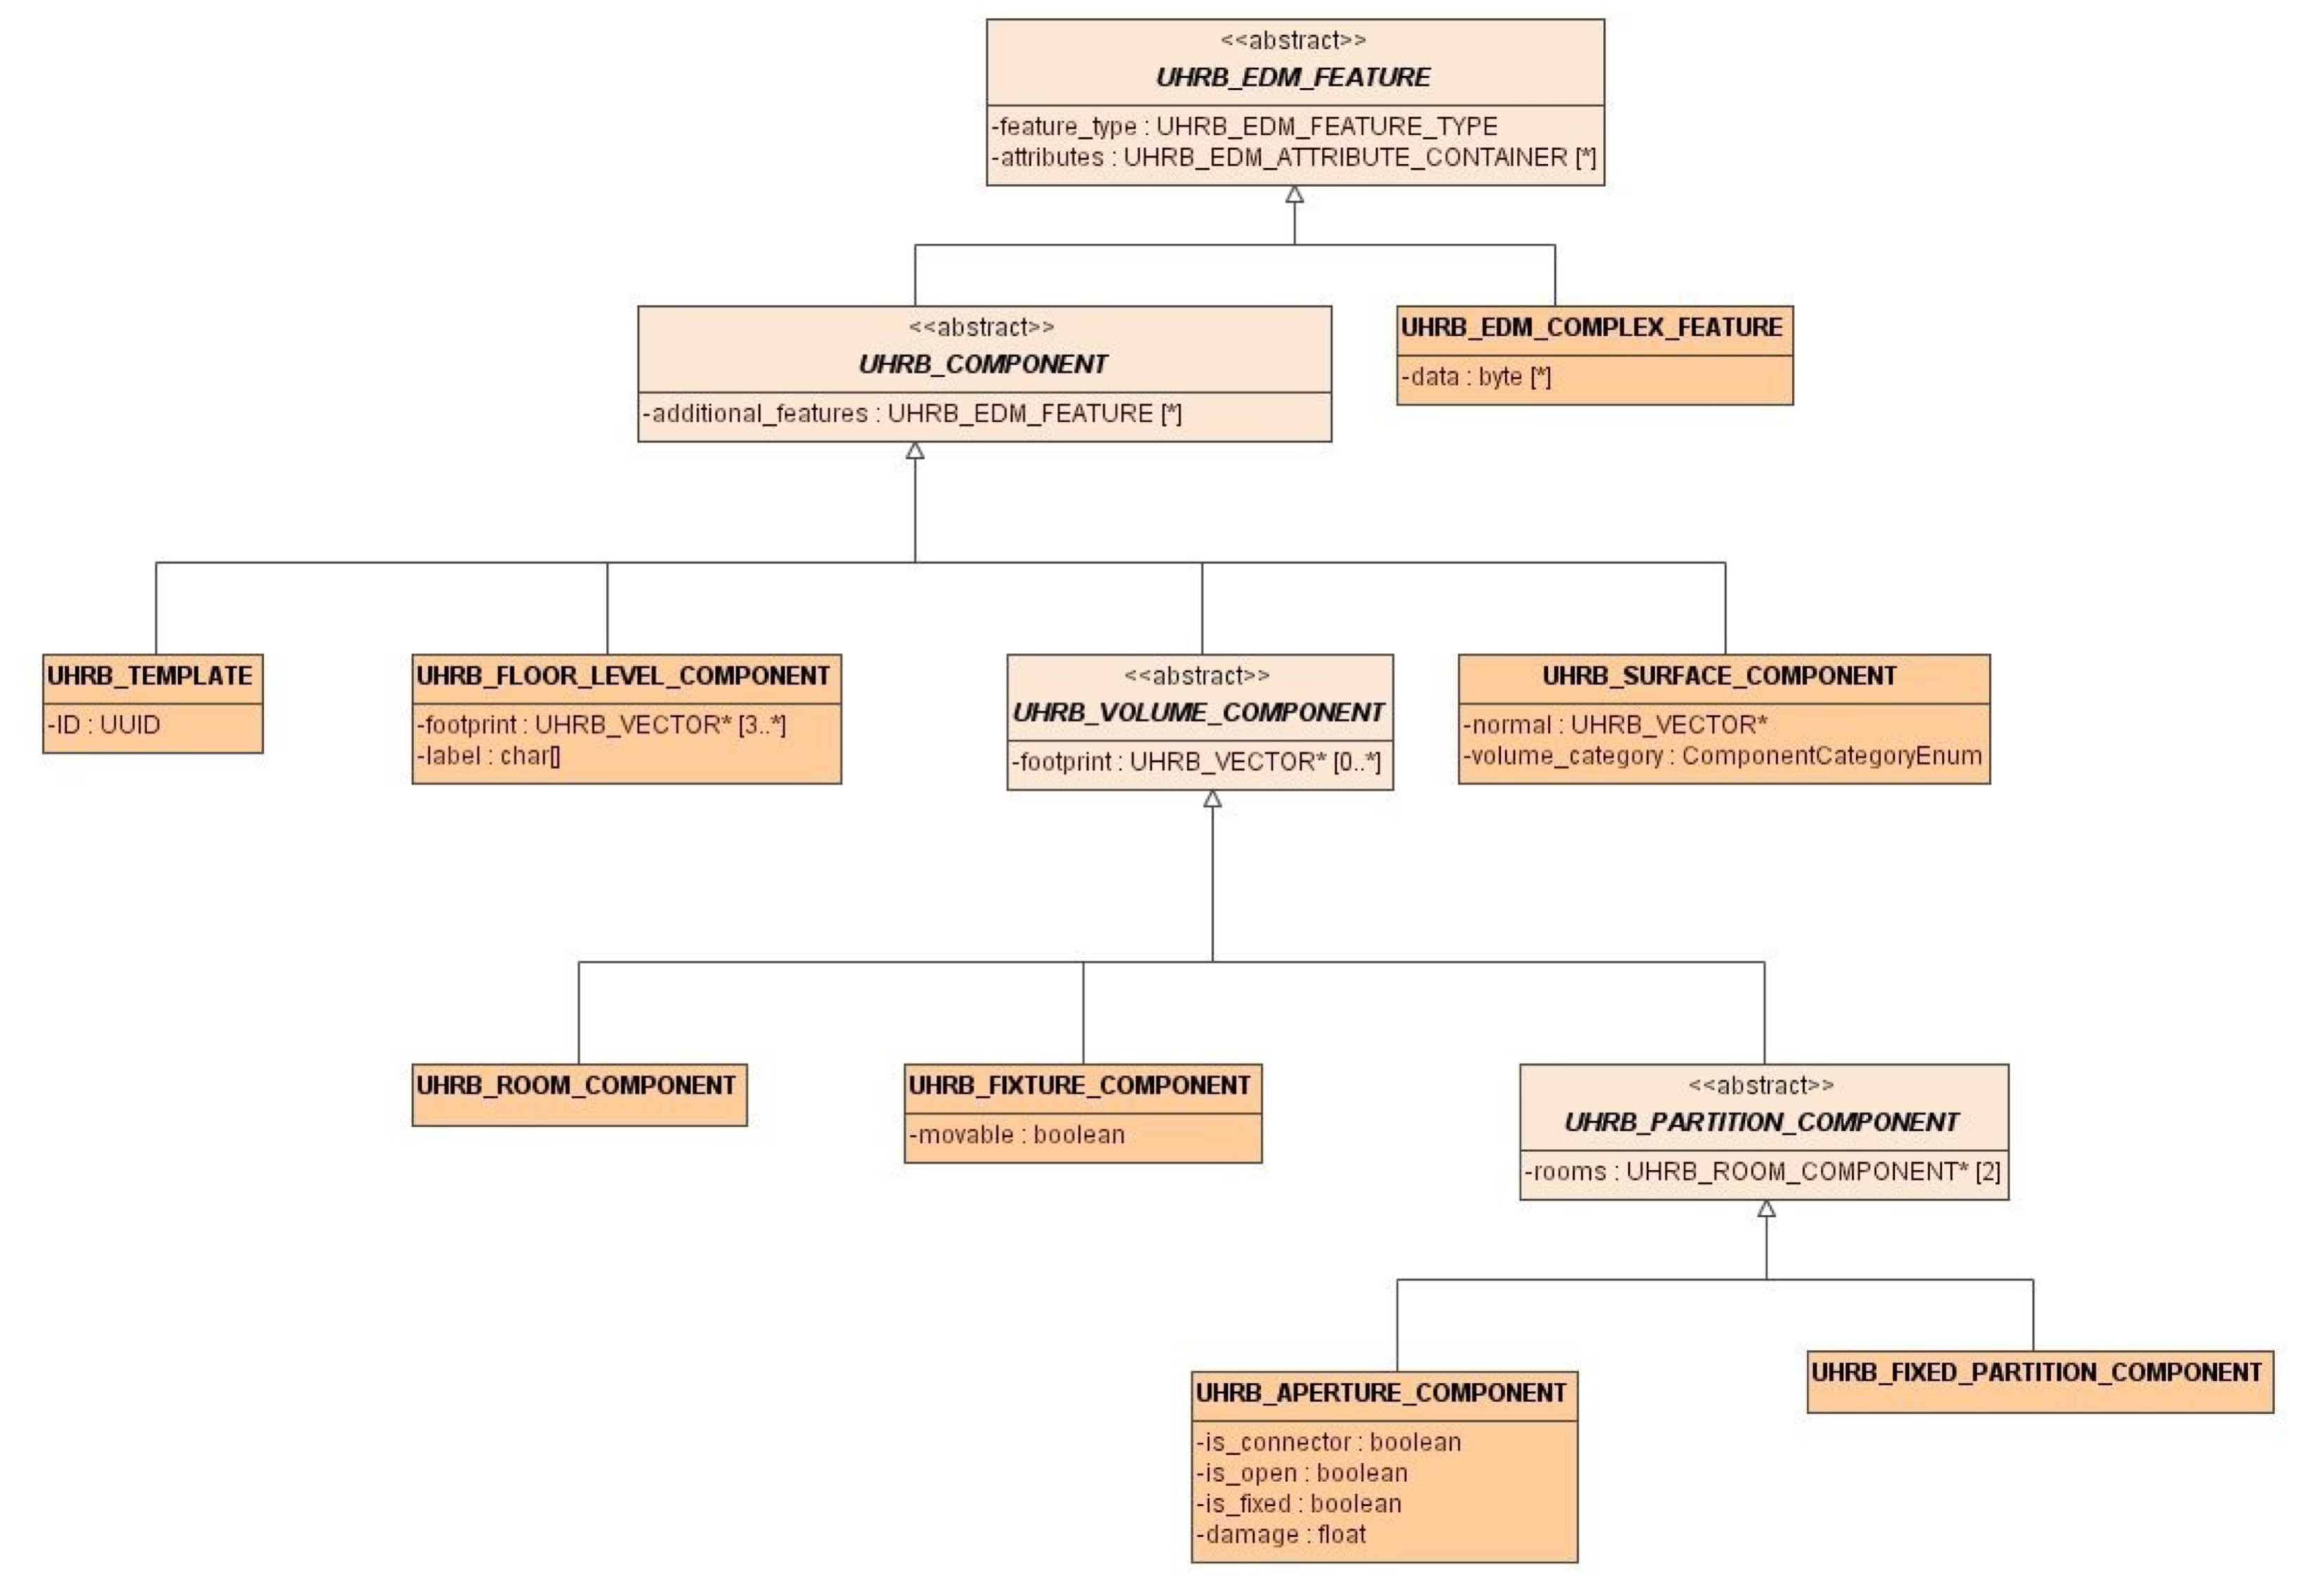 <<abstract>>
UHRB_EDM_FEATURE
-feature_type : UHRB_EDM_FEATURE_TYPE
-attributes : UHRB_EDM_ATTRIBUTE_CONTAINER [*]
<<abstract>>
UHRB_COMPONENT
-additional_features : UHRB_EDM_FEATURE [*]
UHRB_EDM_COMPLEX_FEATURE
-data : byte [*]
UHRB_TEMPLATE
-ID : UUID
UHRB_FLOOR_LEVEL_COMPONENT
-footprint : UHRB_VECTOR* [3..*]
-label : char[]
<<abstract>>
UHRB_VOLUME_COMPONENT
-footprint : UHRB_VECTOR* [0..*]
UHRB_SURFACE_COMPONENT
-normal : UHRB_VECTOR*
-volume_category : ComponentCategoryEnum
UHRB_ROOM_COMPONENT
UHRB_FIXTURE_COMPONENT
-movable : boolean
<<abstract>>
UHRB_PARTITION_COMPONENT
-rooms : UHRB_ROOM_COMPONENT* [2]
UHRB_APERTURE_COMPONENT
-is_connector : boolean
-is_open : boolean
-is_fixed : boolean
-damage : float
UHRB_FIXED_PARTITION_COMPONENT